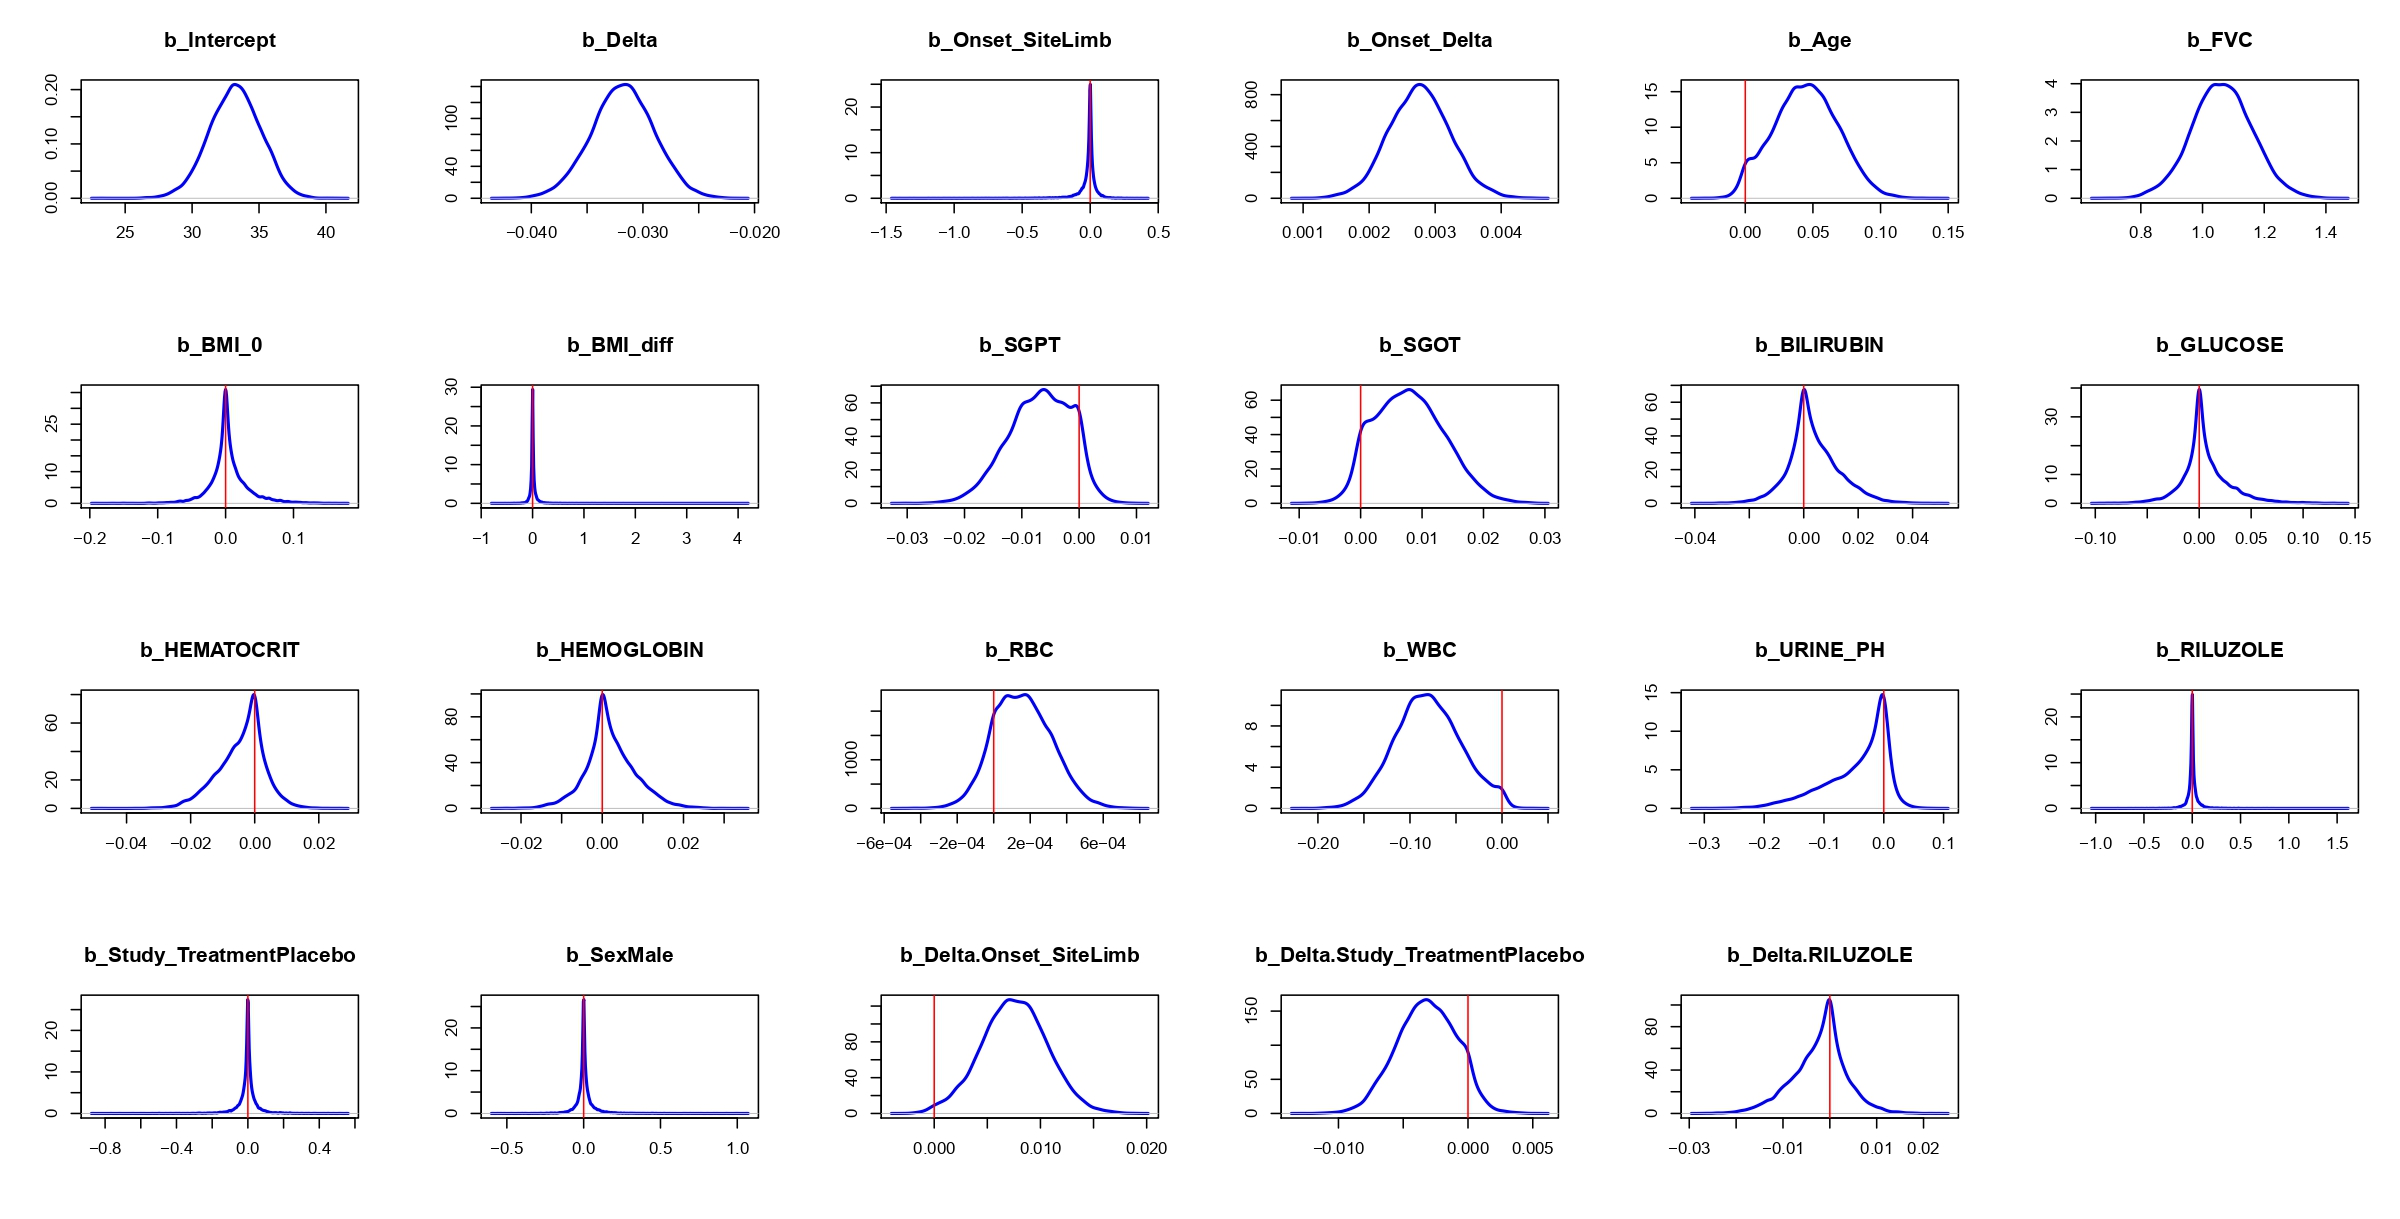 b_Intercept
0.00 0.10 0.20
25 30 35 40
b_Delta
0 40 100
−0.040 −0.030 −0.020
b_Onset_SiteLimb
0 10 20
−1.5 −1.0 −0.5 0.0 0.5
b_Onset_Delta
0 400 800
0.001 0.002 0.003 0.004
b_Age
0 5 10 15
0.00 0.05 0.10 0.15
b_FVC
0 1 2 3 4
0.8 1.0 1.2 1.4
b_BMI_0
0 10 25
−0.2 −0.1 0.0 0.1
b_BMI_diff
0 10 20 30
−1 0 1 2 3 4
b_SGPT
0 20 40 60
−0.03 −0.02 −0.01 0.00 0.01
b_SGOT
0 20 40 60
−0.01 0.00 0.01 0.02 0.03
b_BILIRUBIN
0 20 40 60
−0.04 0.00 0.02 0.04
b_GLUCOSE
0 10 30
−0.10 0.00 0.05 0.10 0.15
b_HEMATOCRIT
0 20 60
−0.04 −0.02 0.00 0.02
b_HEMOGLOBIN
0 40 80
−0.02 0.00 0.02
b_RBC
0 1000
−6e−04 −2e−04 2e−04 6e−04
b_WBC
0 4 8
−0.20 −0.10 0.00
b_URINE_PH
0 5 10 15
−0.3 −0.2 −0.1 0.0 0.1
b_RILUZOLE
0 10 20
−1.0 −0.5 0.0 0.5 1.0 1.5
b_Study_TreatmentPlacebo
0 10 20
−0.8 −0.4 0.0 0.4
b_SexMale
0 10 20
−0.5 0.0 0.5 1.0
b_Delta.Onset_SiteLimb
0 40 80
0.000 0.010 0.020
b_Delta.Study_TreatmentPlacebo
0 50 150
−0.010 0.000 0.005
b_Delta.RILUZOLE
0 40 80
−0.03 −0.01 0.01 0.02